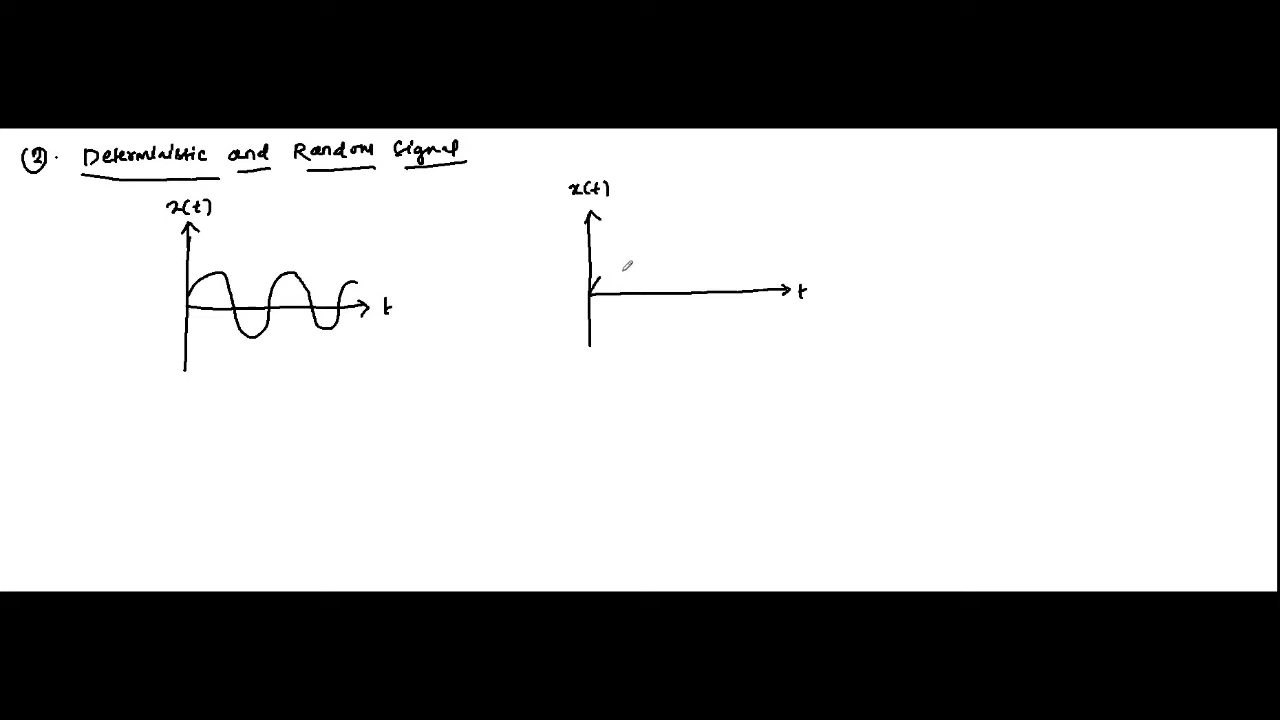 (2). Deterministic and Random Signal
x(t)
x(t)
t
t